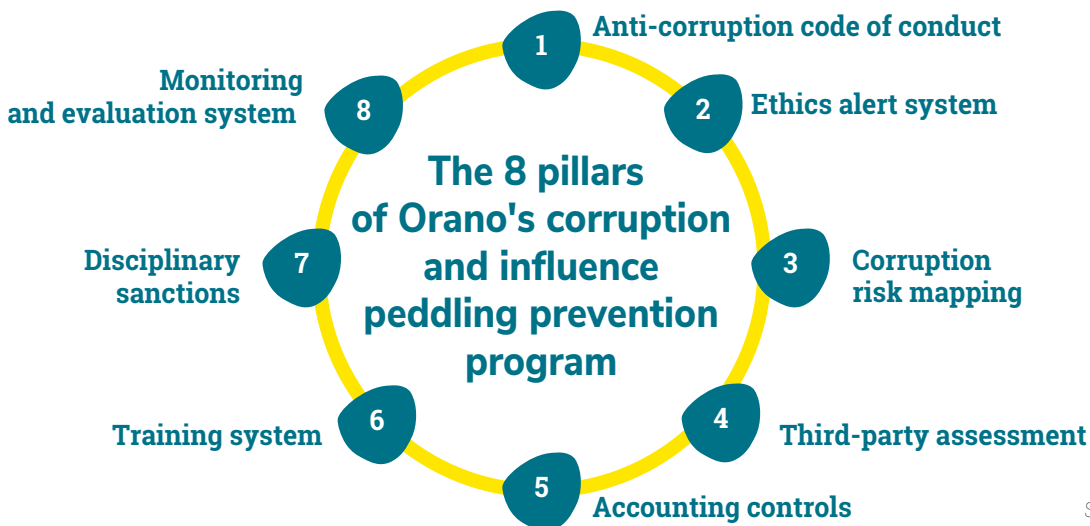 The 8 pillars
of Orano's corruption
and influence
peddling prevention
program
1
Anti-corruption code of conduct
2
Ethics alert system
3
Corruption
risk mapping
4
Third-party assessment
5
Accounting controls
6
Training system
7
Disciplinary
sanctions
8
Monitoring
and evaluation system